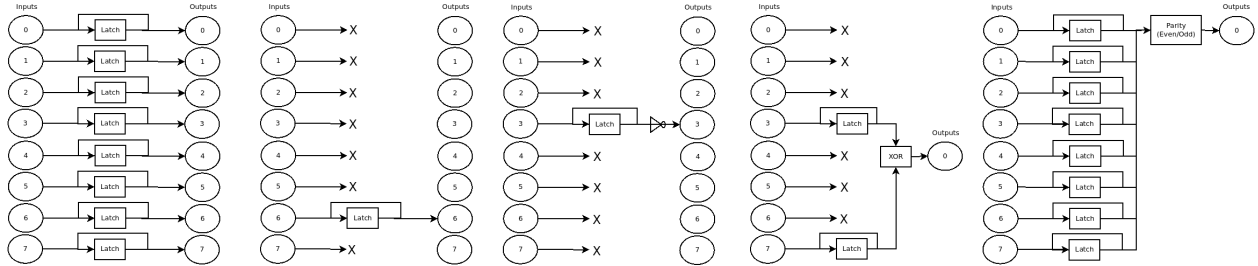 Inputs Outputs
0 Latch 0
1 Latch 1
2 Latch 2
3 Latch 3
4 Latch 4
5 Latch 5
6 Latch 6
7 Latch 7
Inputs Outputs
0 X 0
1 X 1
2 X 2
3 X 3
4 X 4
5 X 5
6 Latch 6
7 X 7
Inputs Outputs
0 X 0
1 X 1
2 X 2
3 Latch 3
4 X 4
5 X 5
6 X 6
7 X 7
Inputs
0 X
1 X
2 X
3 Latch
Outputs
4 X XOR 0
5 X
6 X
7 Latch
Inputs Outputs
0 Latch Parity 0
(Even/Odd)
1 Latch
2 Latch
3 Latch
4 Latch
5 Latch
6 Latch
7 Latch